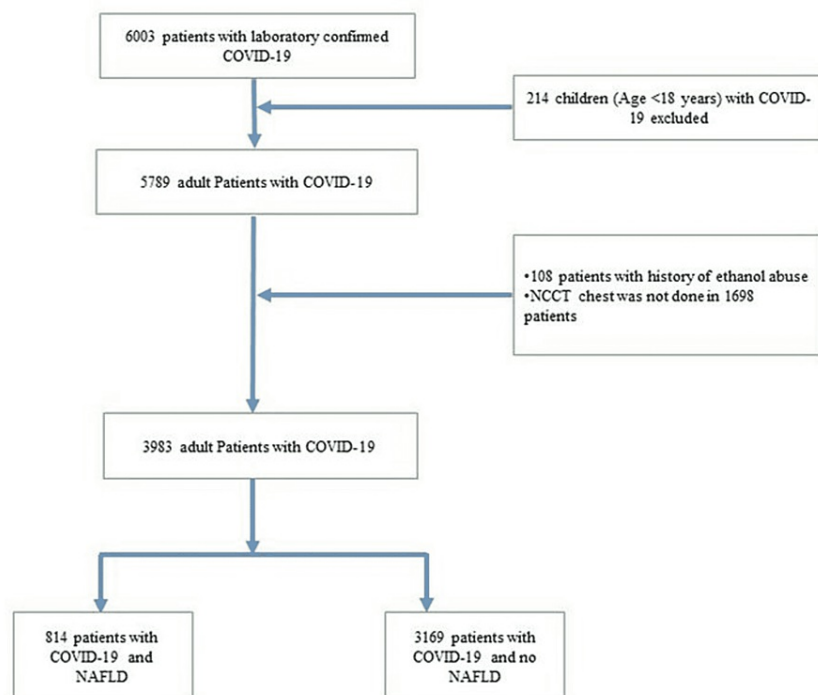 6003 patients with laboratory confirmed
COVID-19
214 children (Age <18 years) with COVID-
19 excluded
5789 adult Patients with COVID-19
•108 patients with history of ethanol abuse
•NCCT chest was not done in 1698
patients
3983 adult Patients with COVID-19
814 patients with
COVID-19 and
NAFLD
3169 patients with
COVID-19 and no
NAFLD